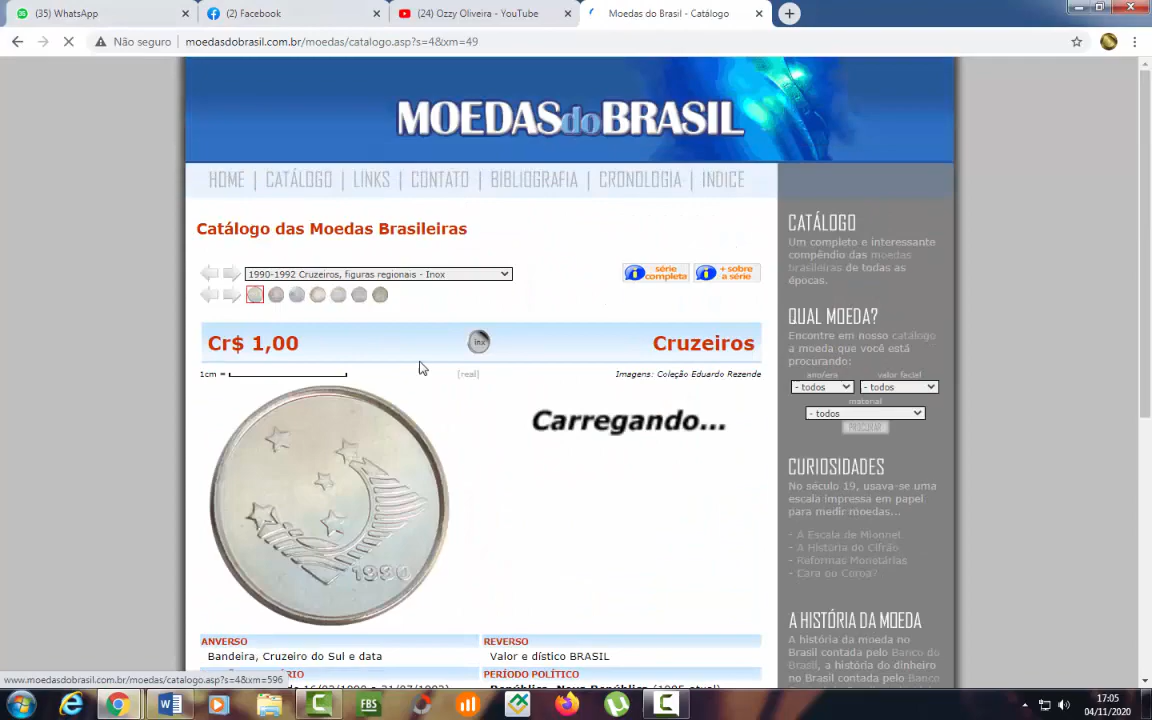 (35) WhatsApp
(2) Facebook
(24) Ozzy Oliveira - YouTube
Moedas do Brasil - Catálogo
Não seguro
moedasdobrasil.com.br/moedas/catalogo.asp?s=4&xm=49
MOEDASdoBRASIL
HOME | CATÁLOGO | LINKS | CONTATO | BIBLIOGRAFIA | CRONOLOGIA | INDICE
Catálogo das Moedas Brasileiras
1990-1992 Cruzeiros, figuras regionais - Inox
série completa
+ sobre a série
Cr$ 1,00
inx
Cruzeiros
1cm =
[real]
Imagens: Coleção Eduardo Rezende
Carregando...
1990
ANVERSO
Bandeira, Cruzeiro do Sul e data
REVERSO
Valor e dístico BRASIL
PERÍODO POLÍTICO
CATÁLOGO
Um completo e interessante
compêndio das moedas
brasileiras de todas as
épocas.
QUAL MOEDA?
Encontre em nosso catálogo
a moeda que você está
procurando:
ano/era
valor facial
- todos
- todos
material
- todos
PROCURAR
CURIOSIDADES
No século 19, usava-se uma
escala impressa em papel
para medir moedas...
- A Escala de Mionnet
- A História do Cifrão
- Reformas Monetárias
- Cara ou Coroa?
A HISTÓRIA DA MOEDA
A história da moeda no
Brasil contada pelo Banco do
Brasil, a história do dinheiro
no Brasil contada pelo Banco
www.moedasdobrasil.com.br/moedas/catalogo.asp?s=4&xm=596
FBS
17:05
04/11/2020